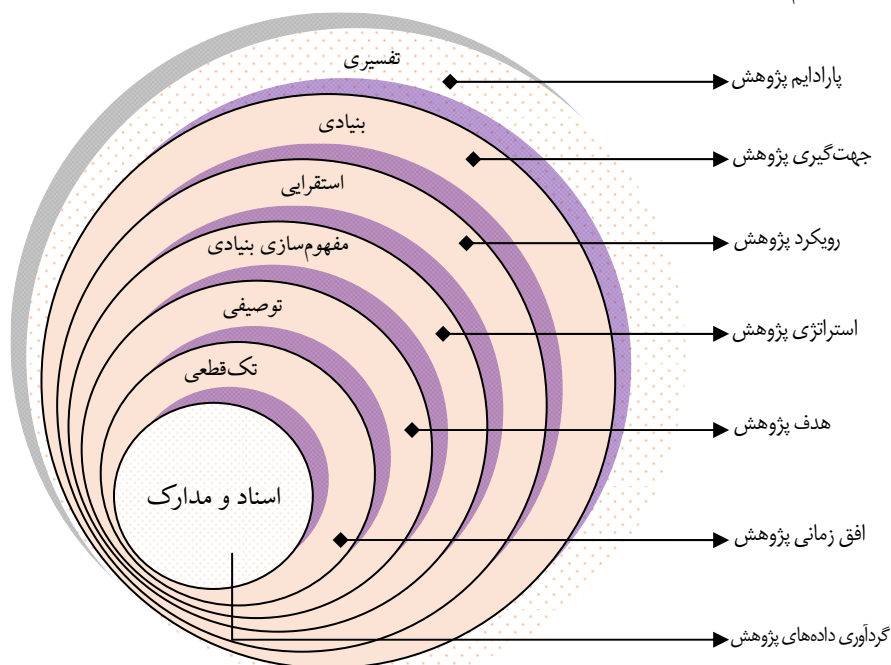 تفسیری
پارادایم پژوهش
بنیادی
جهت‌گیری پژوهش
استقرایی
رویکرد پژوهش
مفهوم‌سازی بنیادی
استراتژی پژوهش
توصیفی
هدف پژوهش
تک‌قطعی
افق زمانی پژوهش
اسناد و مدارک
گردآوری داده‌های پژوهش